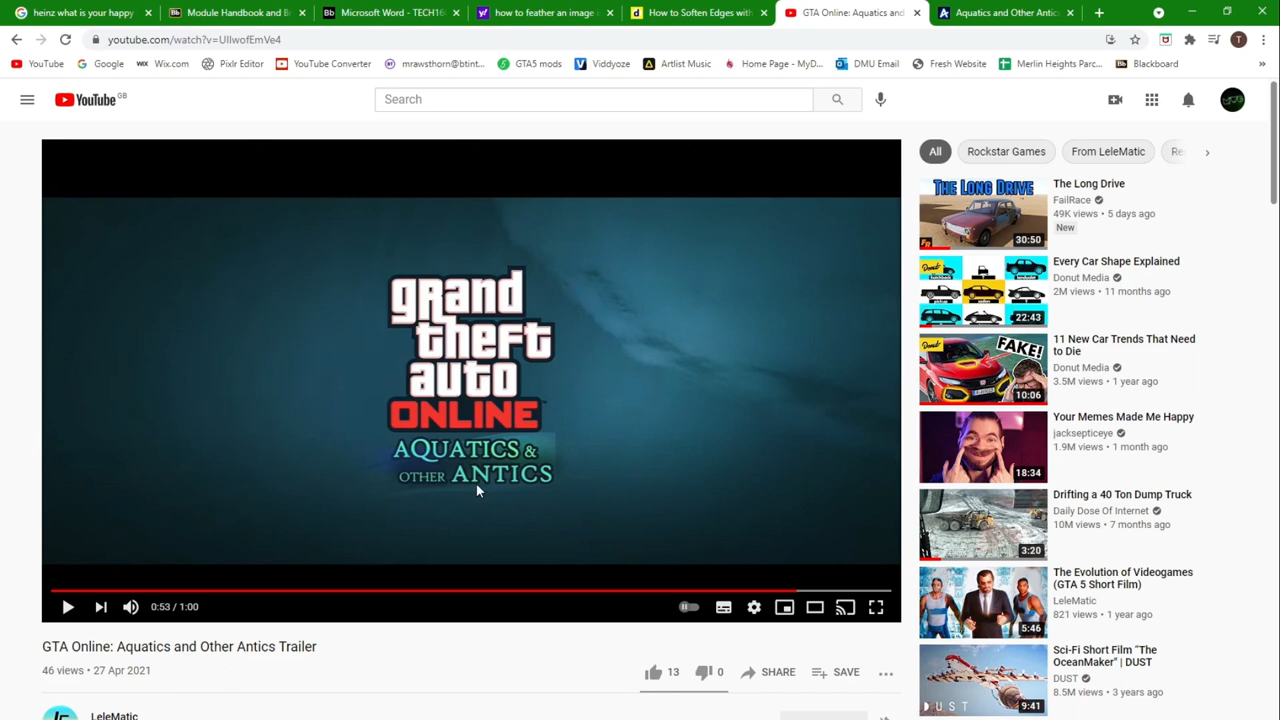 heinz what is your happy
Module Handbook and B
Microsoft Word - TECH16
how to feather an image i
How to Soften Edges with
GTA Online: Aquatics and
Aquatics and Other Antic
youtube.com/watch?v=UIIwofEmVe4
YouTube
Google
Wix.com
Pixlr Editor
YouTube Converter
mrawsthorn@btint...
GTA5 mods
Viddyoze
Artlist Music
Home Page - MyD...
DMU Email
Fresh Website
Merlin Heights Parc...
Blackboard
YouTube GB
Search
grand
theft
auto
ONLINE
AQUATICS &
OTHER ANTICS
0:53 / 1:00
GTA Online: Aquatics and Other Antics Trailer
46 views • 27 Apr 2021
13
0
SHARE
SAVE
LeleMatic
All
Rockstar Games
From LeleMatic
Re
THE LONG DRIVE
30:50
The Long Drive
FailRace
49K views • 5 days ago
New
Donut
22:43
Every Car Shape Explained
Donut Media
2M views • 11 months ago
Donut
FAKE!
10:06
11 New Car Trends That Need
to Die
Donut Media
3.5M views • 1 year ago
18:34
Your Memes Made Me Happy
jacksepticeye
1.9M views • 1 month ago
3:20
Drifting a 40 Ton Dump Truck
Daily Dose Of Internet
10M views • 7 months ago
5:46
The Evolution of Videogames
(GTA 5 Short Film)
LeleMatic
821 views • 1 year ago
DUST
9:41
Sci-Fi Short Film "The
OceanMaker" | DUST
DUST
8.5M views • 3 years ago